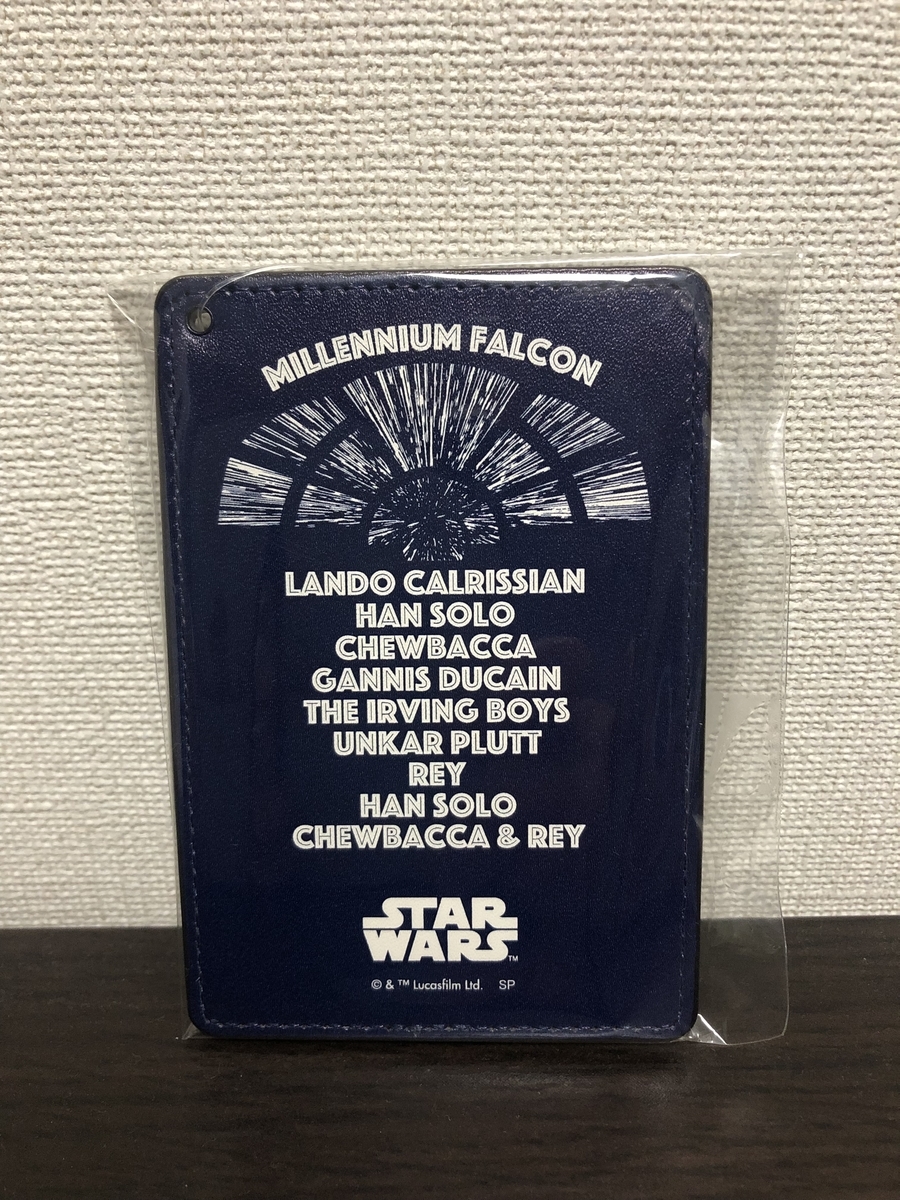 MILLENNIUM FALCON
LANDO CALRISSIAN
HAN SOLO
CHEWBACCA
GANNIS DUCAIN
THE IRVING BOYS
UNKAR PLUTT
REY
HAN SOLO
CHEWBACCA & REY
STAR
WARS™
© & ™ Lucasfilm Ltd. SP